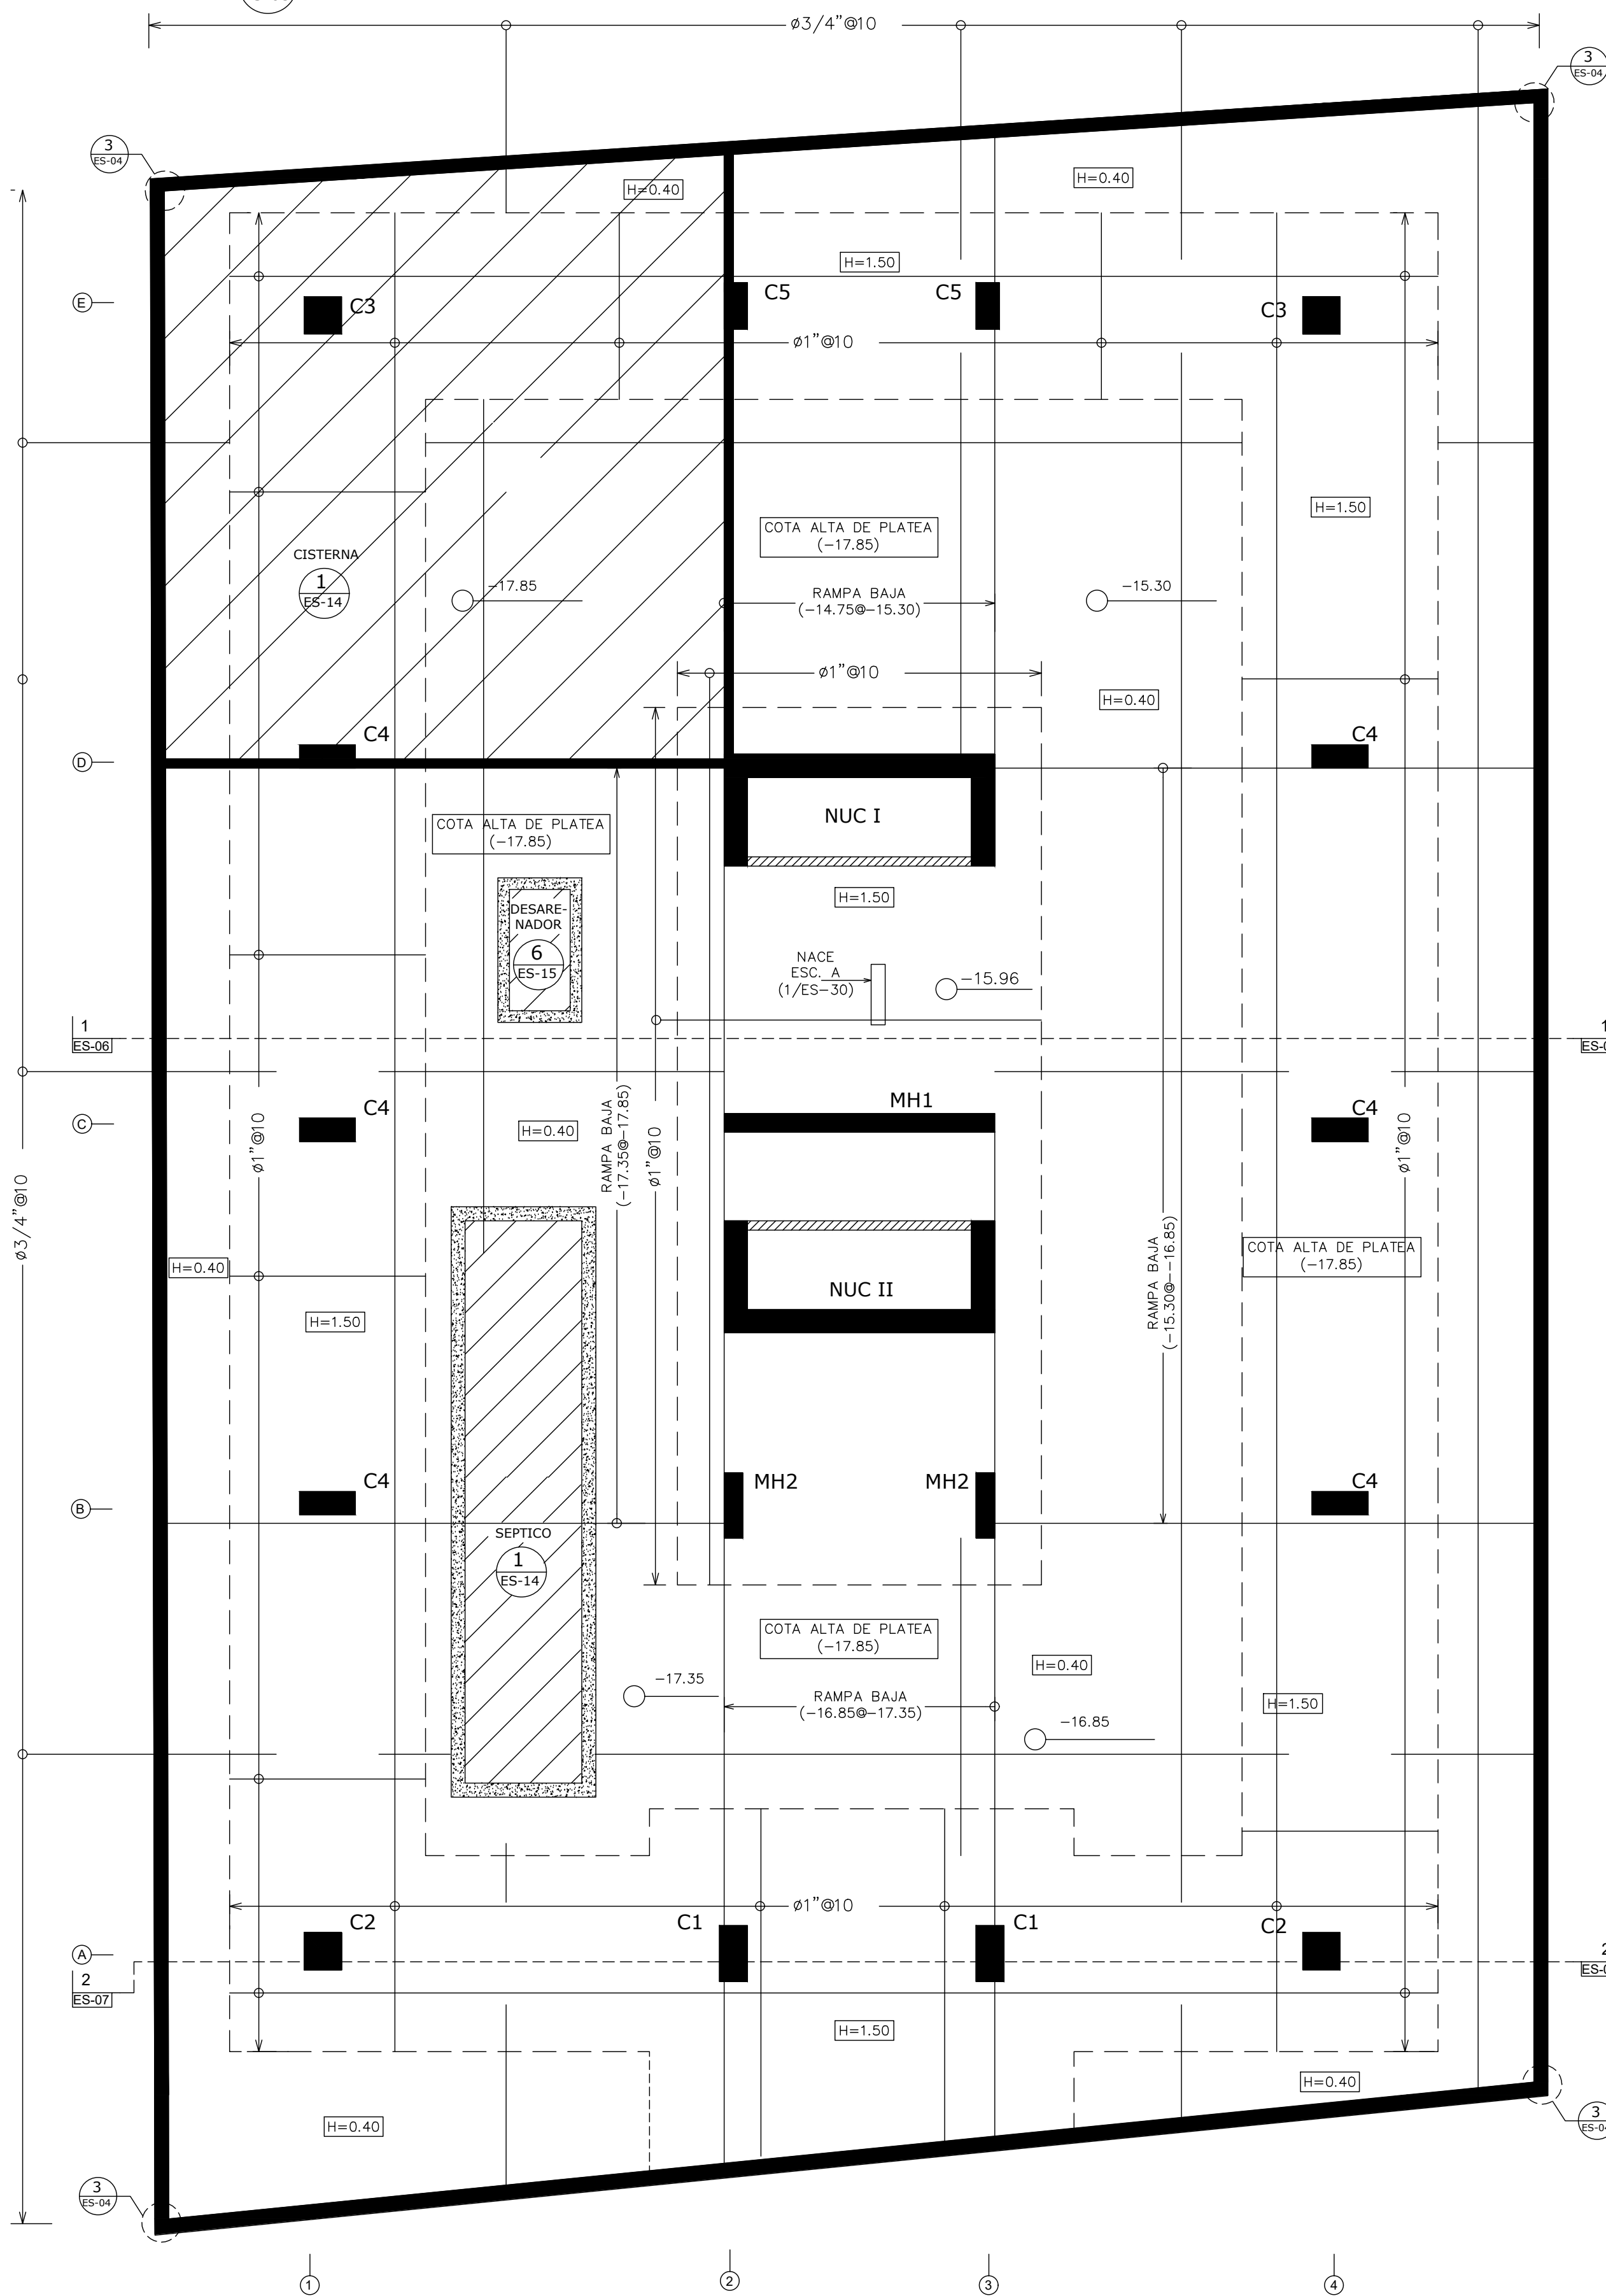 ø3/4"@10
3
ES-04
3
ES-04
H=0.40
H=0.40
H=1.50
E
C3
C5
C5
C3
ø1"@10
H=1.50
COTA ALTA DE PLATEA
(-17.85)
CISTERNA
1
ES-14
-17.85
RAMPA BAJA
(-14.75@-15.30)
-15.30
ø1"@10
H=0.40
D
C4
C4
NUC I
COTA ALTA DE PLATEA
(-17.85)
H=1.50
DESARE-
NADOR
6
ES-15
NACE
ESC. A
(1/ES-30)
-15.96
1
ES-06
1
C
C4
MH1
C4
ø1"@10
H=0.40
RAMPA BAJA
(-17.35@-17.85)
ø1"@10
ø1"@10
ø3/4"@10
H=0.40
RAMPA BAJA
(-15.30@--16.85)
COTA ALTA DE PLATEA
(-17.85)
NUC II
H=1.50
B
C4
MH2
MH2
C4
SEPTICO
1
ES-14
COTA ALTA DE PLATEA
(-17.85)
H=0.40
-17.35
RAMPA BAJA
(-16.85@-17.35)
H=1.50
-16.85
ø1"@10
A
C2
C1
C1
C2
2
ES-07
H=1.50
H=0.40
H=0.40
3
3
ES-04
1
2
3
4